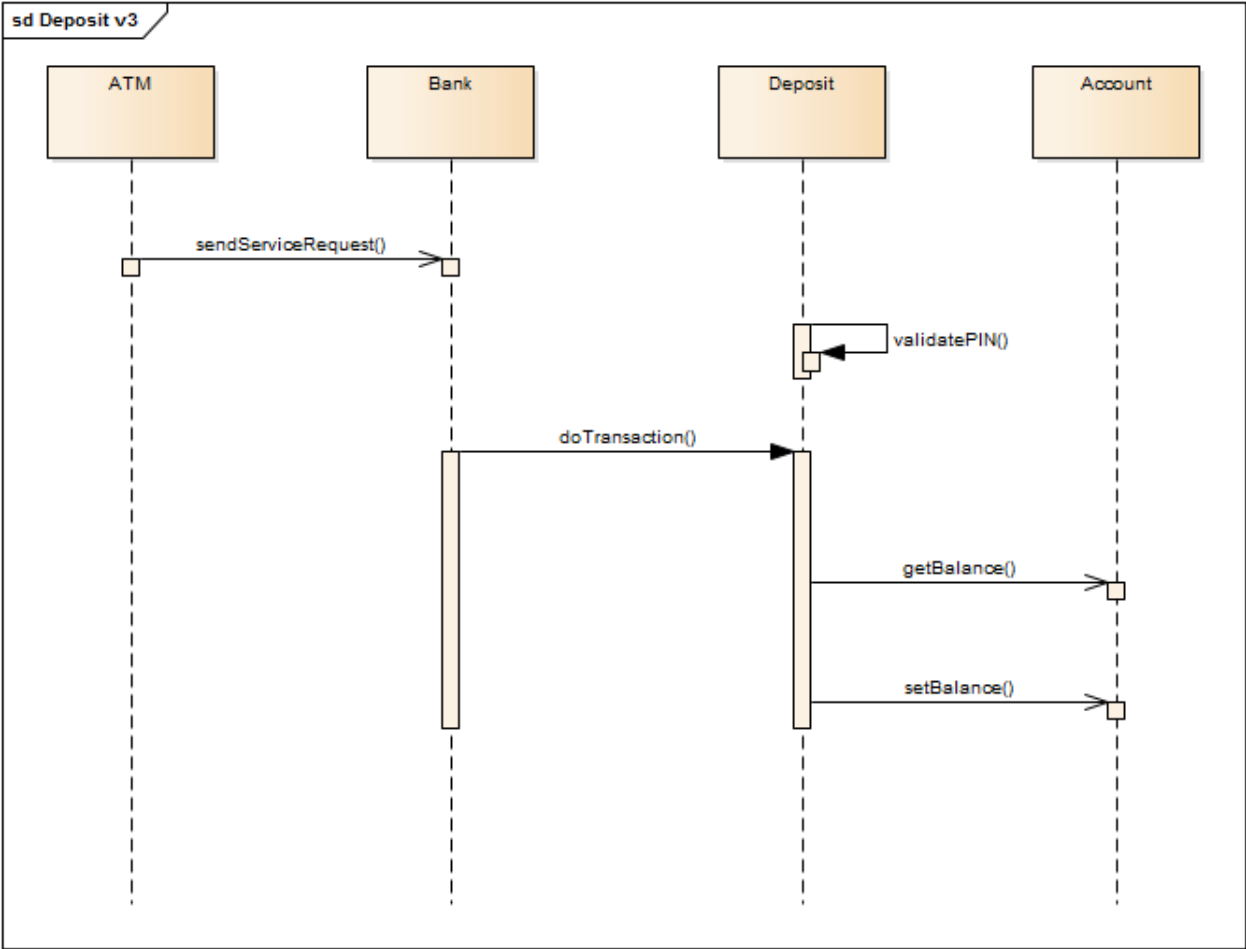 sd Deposit v3
ATM
Bank
Deposit
Account
sendServiceRequest()
validatePIN()
doTransaction()
getBalance()
setBalance()